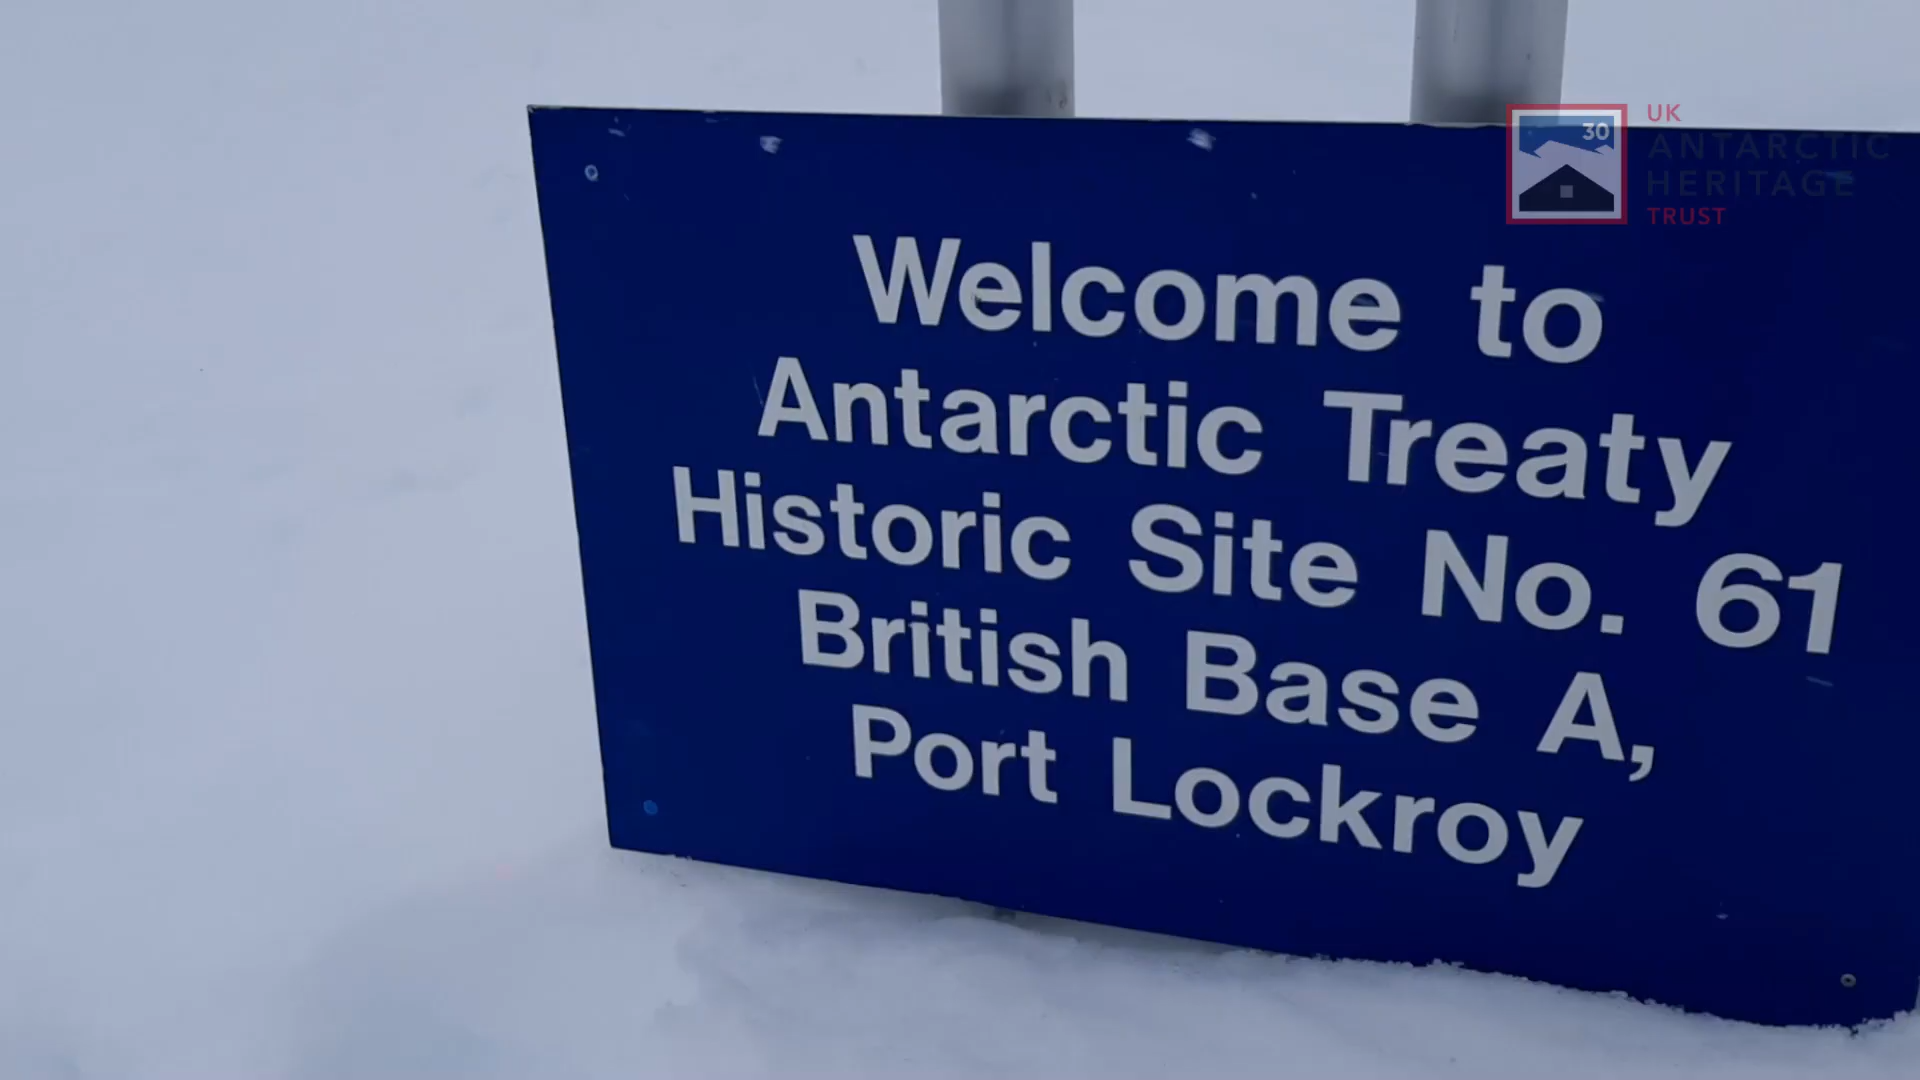 Welcome to
Antarctic Treaty
Historic Site No. 61
British Base A,
Port Lockroy
30
UK
ANTARCTIC
HERITAGE
TRUST